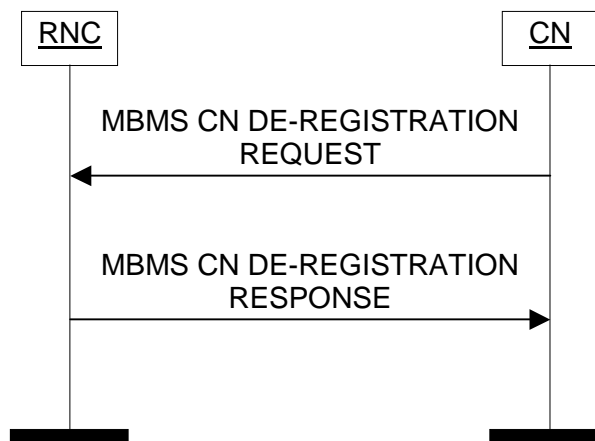 RNC
CN
MBMS CN DE-REGISTRATION
REQUEST
MBMS CN DE-REGISTRATION
RESPONSE